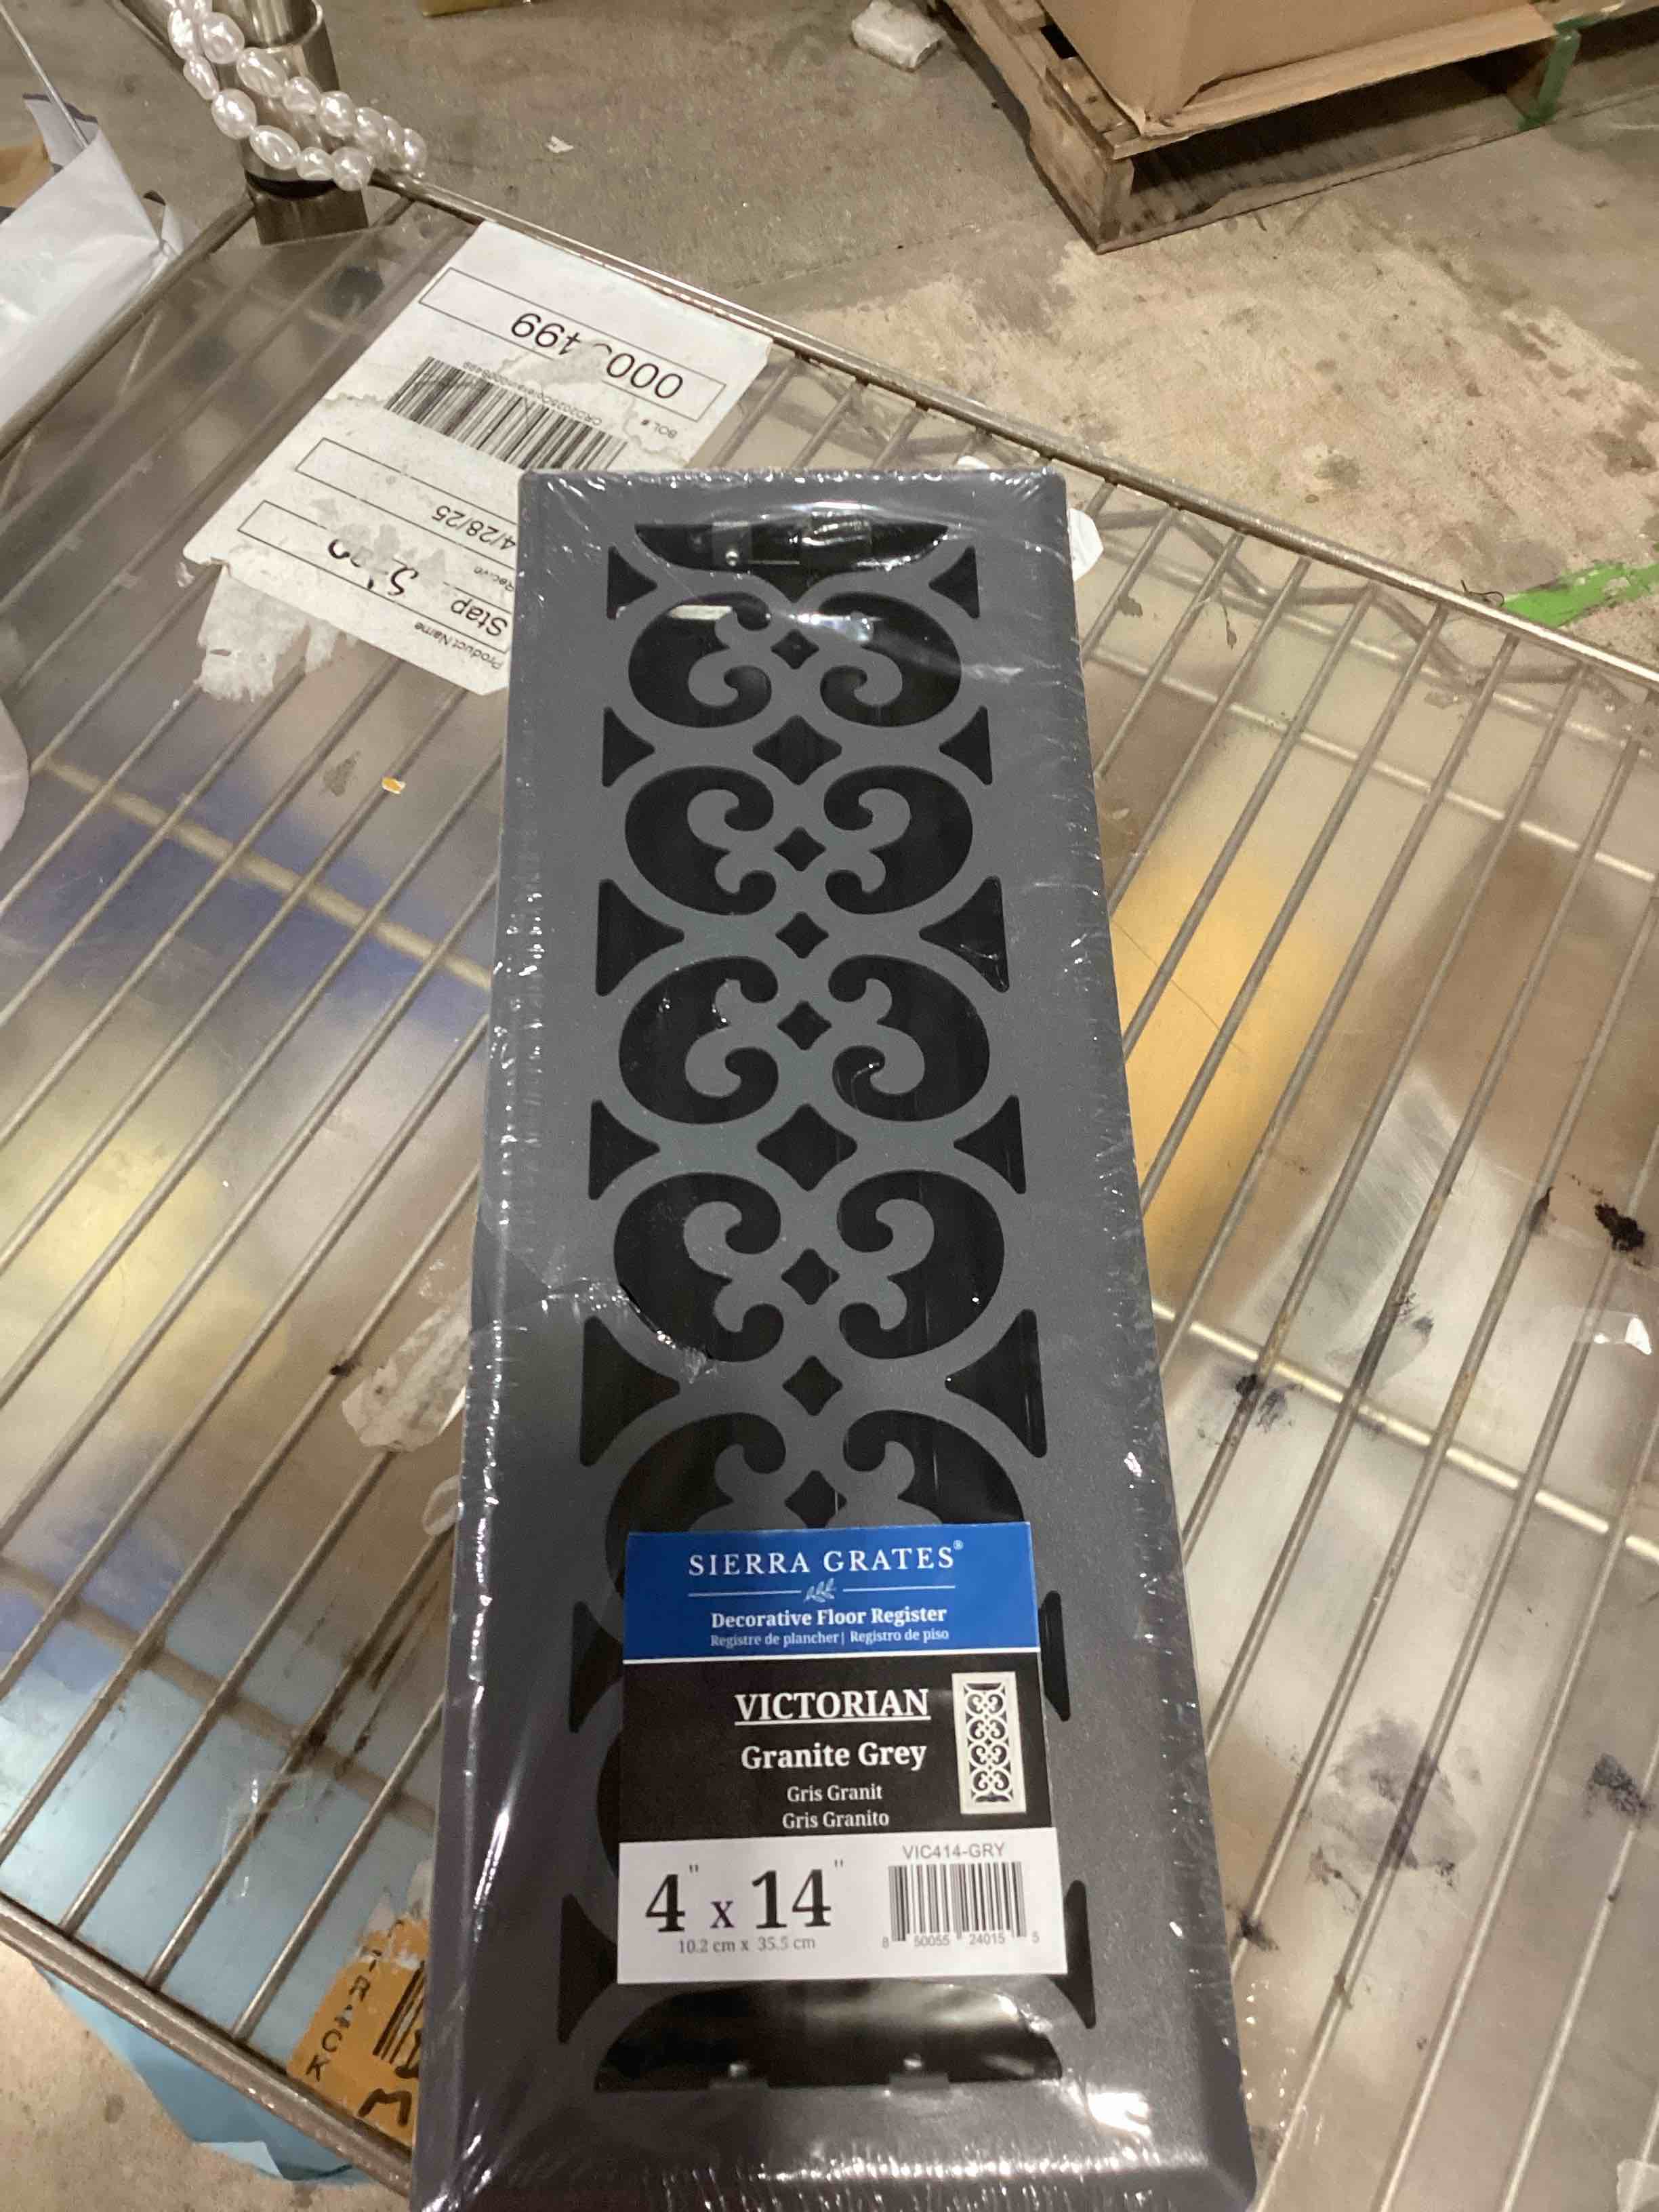 SIERRA GRATES®
Decorative Floor Register
Registre de plancher| Registro de piso
VICTORIAN
Granite Grey
Gris Granit
Gris Granito
VIC414-GRY
4" x 14"
10.2 cm x 35.5 cm
8 50055 24015 5
Product Name
Stap
4/28/25
BOL #